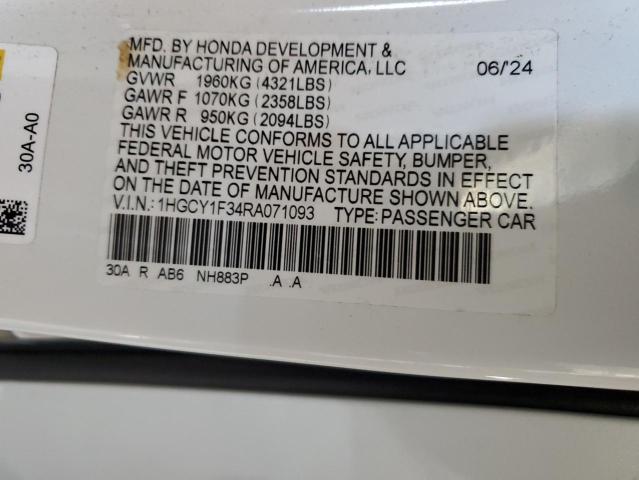 MFD. BY HONDA DEVELOPMENT &
MANUFACTURING OF AMERICA, LLC 06/'24
GVWR 1960KG (4321LBS)
GAWR F 1070KG (2358LBS)
GAWR R 950KG (2094LBS)
THIS VEHICLE CONFORMS TO ALL APPLICABLE
FEDERAL MOTOR VEHICLE SAFETY, BUMPER,
AND THEFT PREVENTION STANDARDS IN EFFECT
ON THE DATE OF MANUFACTURE SHOWN ABOVE.
V.I.N.: 1HGCY1F34RA071093 TYPE: PASSENGER CAR
30A R AB6 NH883P .A .A
30A-A0